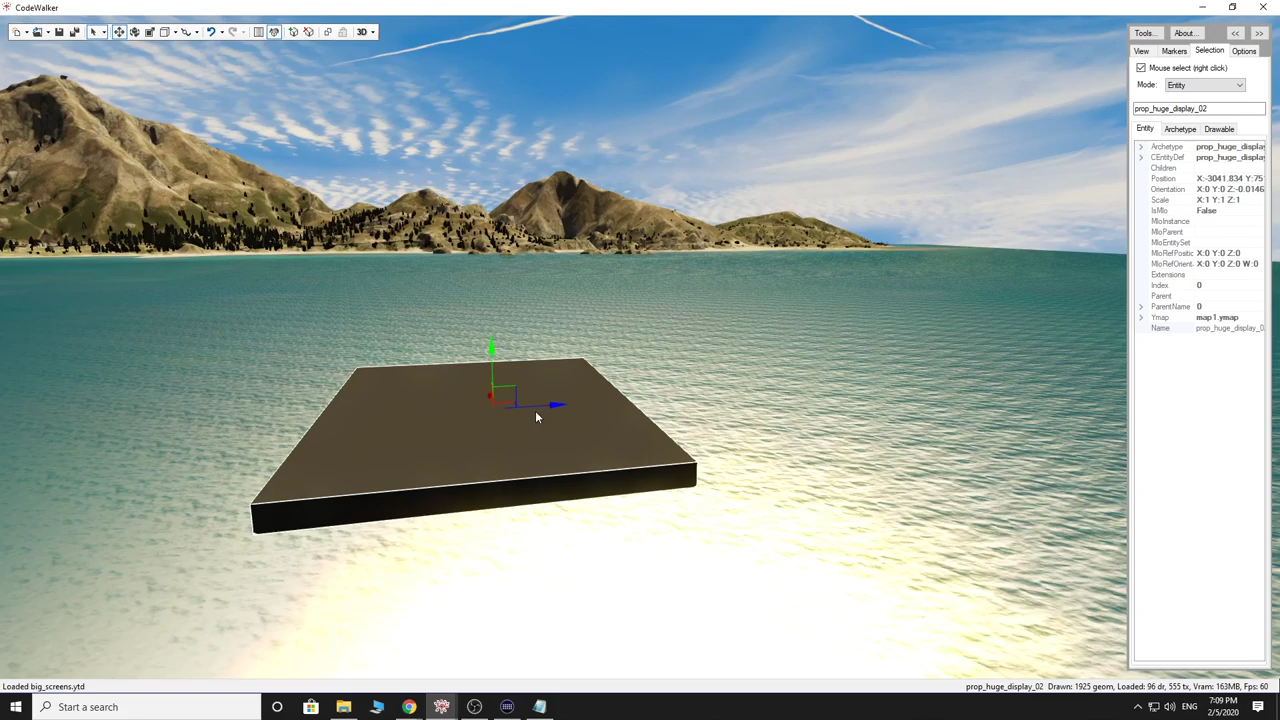 CodeWalker
3D
Tools... About... << >>
View Markers Selection Options
Mouse select (right click)
Mode: Entity
prop_huge_display_02
Entity Archetype Drawable
Archetype prop_huge_display
CEntityDef prop_huge_display
Children
Position X:-3041.834 Y:75
Orientation X:0 Y:0 Z:-0.0146
Scale X:1 Y:1 Z:1
IsMlo False
MloInstance
MloParent
MloEntitySet
MloRefPositic X:0 Y:0 Z:0
MloRefOrient- X:0 Y:0 Z:0 W:0
Extensions
Index 0
Parent
ParentName 0
Ymap map1.ymap
Name prop_huge_display_0
Loaded big_screens.ytd
prop_huge_display_02 Drawn: 1925 geom, Loaded: 96 dr, 555 tx, Vram: 163MB, Fps: 60
Start a search
ENG
7:09 PM
2/5/2020